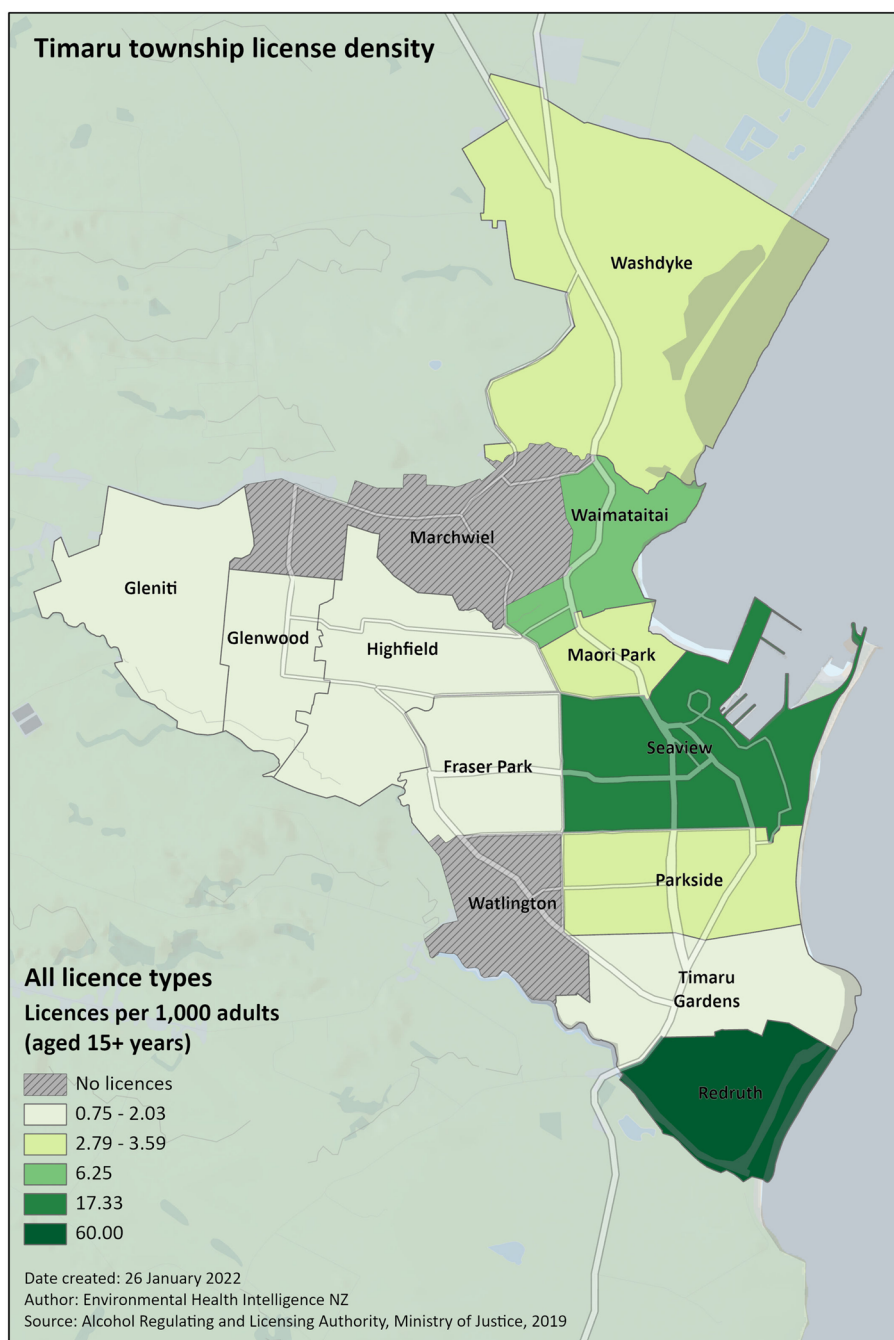 Timaru township license density
Washdyke
Waimataitai
Marchwiel
Gleniti
Glenwood
Highfield
Maori Park
Seaview
Fraser Park
Parkside
Watlington
Timaru
Gardens
Redruth
All licence types
Licences per 1,000 adults
(aged 15+ years)
No licences
0.75 - 2.03
2.79 - 3.59
6.25
17.33
60.00
Date created: 26 January 2022
Author: Environmental Health Intelligence NZ
Source: Alcohol Regulating and Licensing Authority, Ministry of Justice, 2019